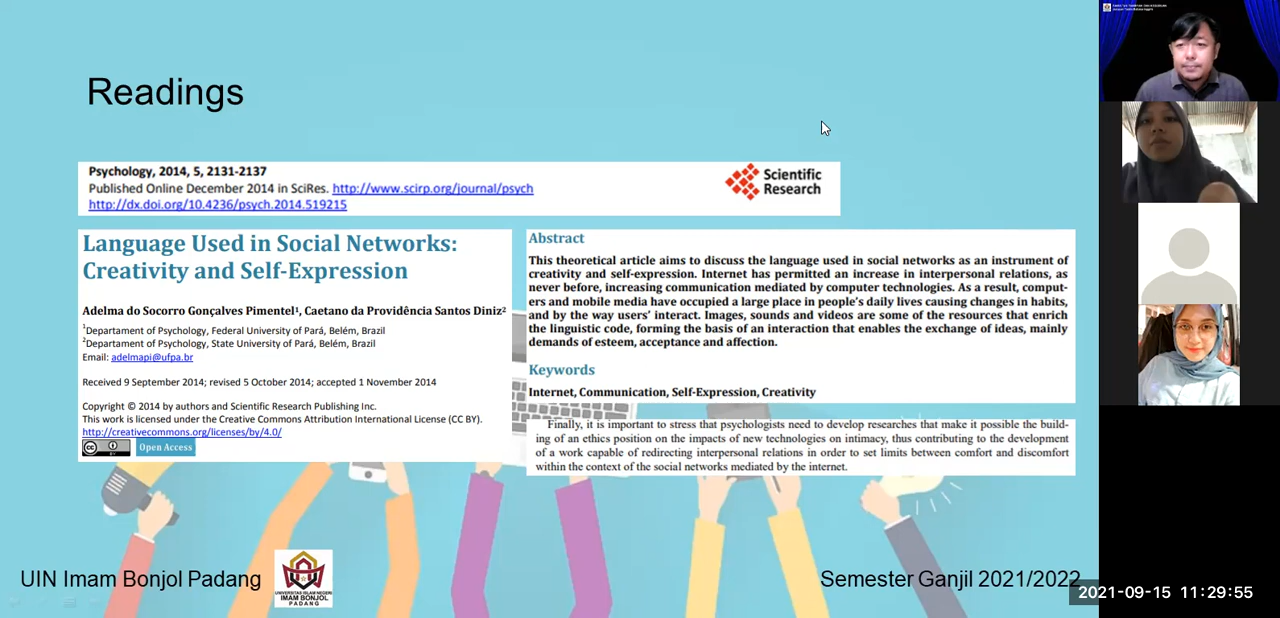 Readings
Psychology, 2014, 5, 2131-2137
Published Online December 2014 in SciRes. http://www.scirp.org/journal/psych
http://dx.doi.org/10.4236/psych.2014.519215
Scientific
Research
Language Used in Social Networks:
Creativity and Self-Expression
Adelma do Socorro Gonçalves Pimentel¹, Caetano da Providência Santos Diniz²
¹Departament of Psychology, Federal University of Pará, Belém, Brazil
²Departament of Psychology, State University of Pará, Belém, Brazil
Email: adelmapi@ufpa.br
Received 9 September 2014; revised 5 October 2014; accepted 1 November 2014
Copyright © 2014 by authors and Scientific Research Publishing Inc.
This work is licensed under the Creative Commons Attribution International License (CC BY).
http://creativecommons.org/licenses/by/4.0/
cc BY Open Access
Abstract
This theoretical article aims to discuss the language used in social networks as an instrument of
creativity and self-expression. Internet has permitted an increase in interpersonal relations, as
never before, increasing communication mediated by computer technologies. As a result, comput-
ers and mobile media have occupied a large place in people's daily lives causing changes in habits,
and by the way users' interact. Images, sounds and videos are some of the resources that enrich
the linguistic code, forming the basis of an interaction that enables the exchange of ideas, mainly
demands of esteem, acceptance and affection.
Keywords
Internet, Communication, Self-Expression, Creativity
Finally, it is important to stress that psychologists need to develop researches that make it possible the build-
ing of an ethics position on the impacts of new technologies on intimacy, thus contributing to the development
of a work capable of redirecting interpersonal relations in order to set limits between comfort and discomfort
within the context of the social networks mediated by the internet.
UIN Imam Bonjol Padang
UNIVERSITAS ISLAM NEGERI
IMAM BONJOL
PADANG
Semester Ganjil 2021/2022
2021-09-15 11:29:55